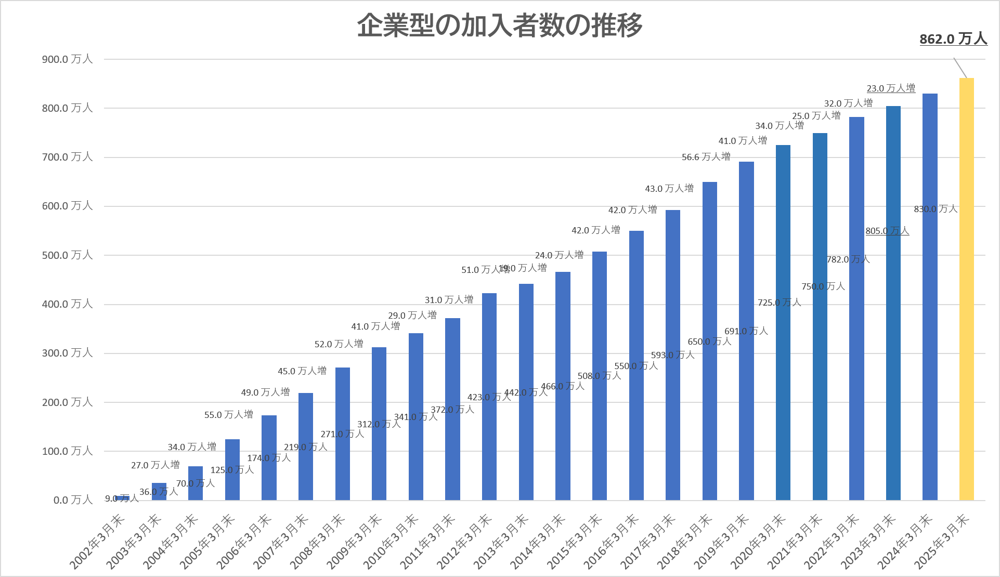 企業型の加入者数の推移
862.0 万人
900.0 万人
800.0 万人
700.0 万人
600.0 万人
500.0 万人
400.0 万人
300.0 万人
200.0 万人
100.0 万人
0.0 万人
27.0 万人増
34.0 万人増
55.0 万人増
49.0 万人増
45.0 万人増
52.0 万人増
41.0 万人増
29.0 万人増
31.0 万人増
51.0 万人増
19.0 万人増
24.0 万人増
42.0 万人増
42.0 万人増
43.0 万人増
56.6 万人増
41.0 万人増
34.0 万人増
25.0 万人増
32.0 万人増
23.0 万人増
9.0 万人
36.0 万人
70.0 万人
125.0 万人
174.0 万人
219.0 万人
271.0 万人
312.0 万人
341.0 万人
372.0 万人
423.0 万人
442.0 万人
466.0 万人
508.0 万人
550.0 万人
593.0 万人
650.0 万人
691.0 万人
725.0 万人
750.0 万人
782.0 万人
805.0 万人
830.0 万人
2002年3月末
2003年3月末
2004年3月末
2005年3月末
2006年3月末
2007年3月末
2008年3月末
2009年3月末
2010年3月末
2011年3月末
2012年3月末
2013年3月末
2014年3月末
2015年3月末
2016年3月末
2017年3月末
2018年3月末
2019年3月末
2020年3月末
2021年3月末
2022年3月末
2023年3月末
2024年3月末
2025年3月末